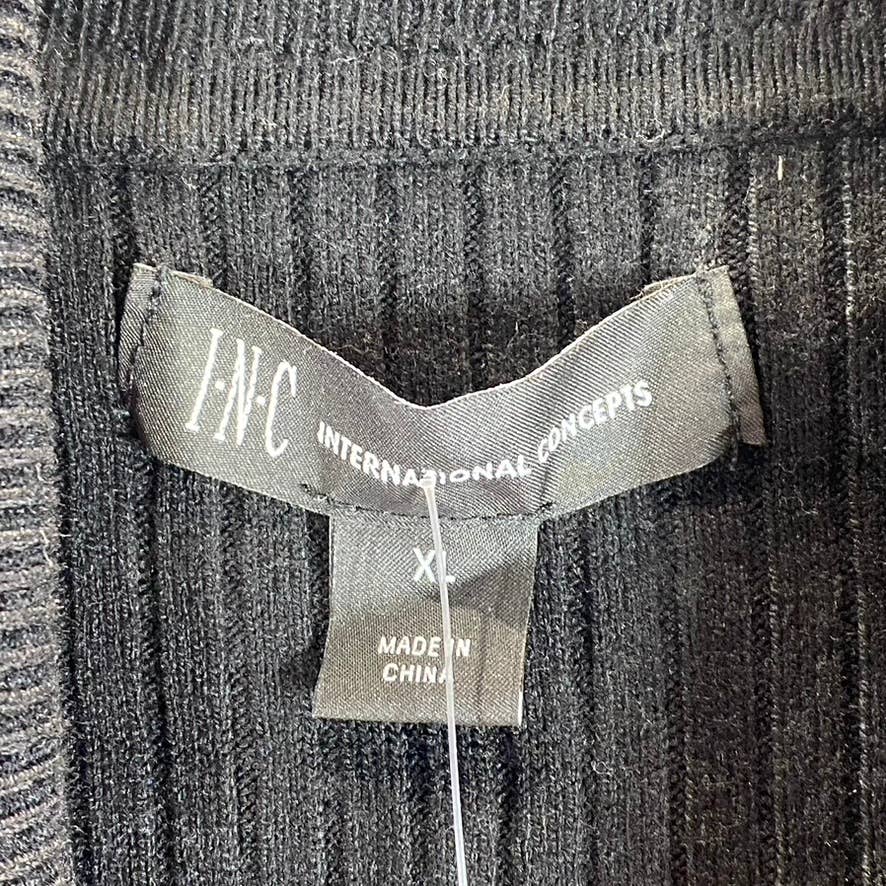 I·N·C INTERNATIONAL CONCEPTS
XL
MADE IN
CHINA